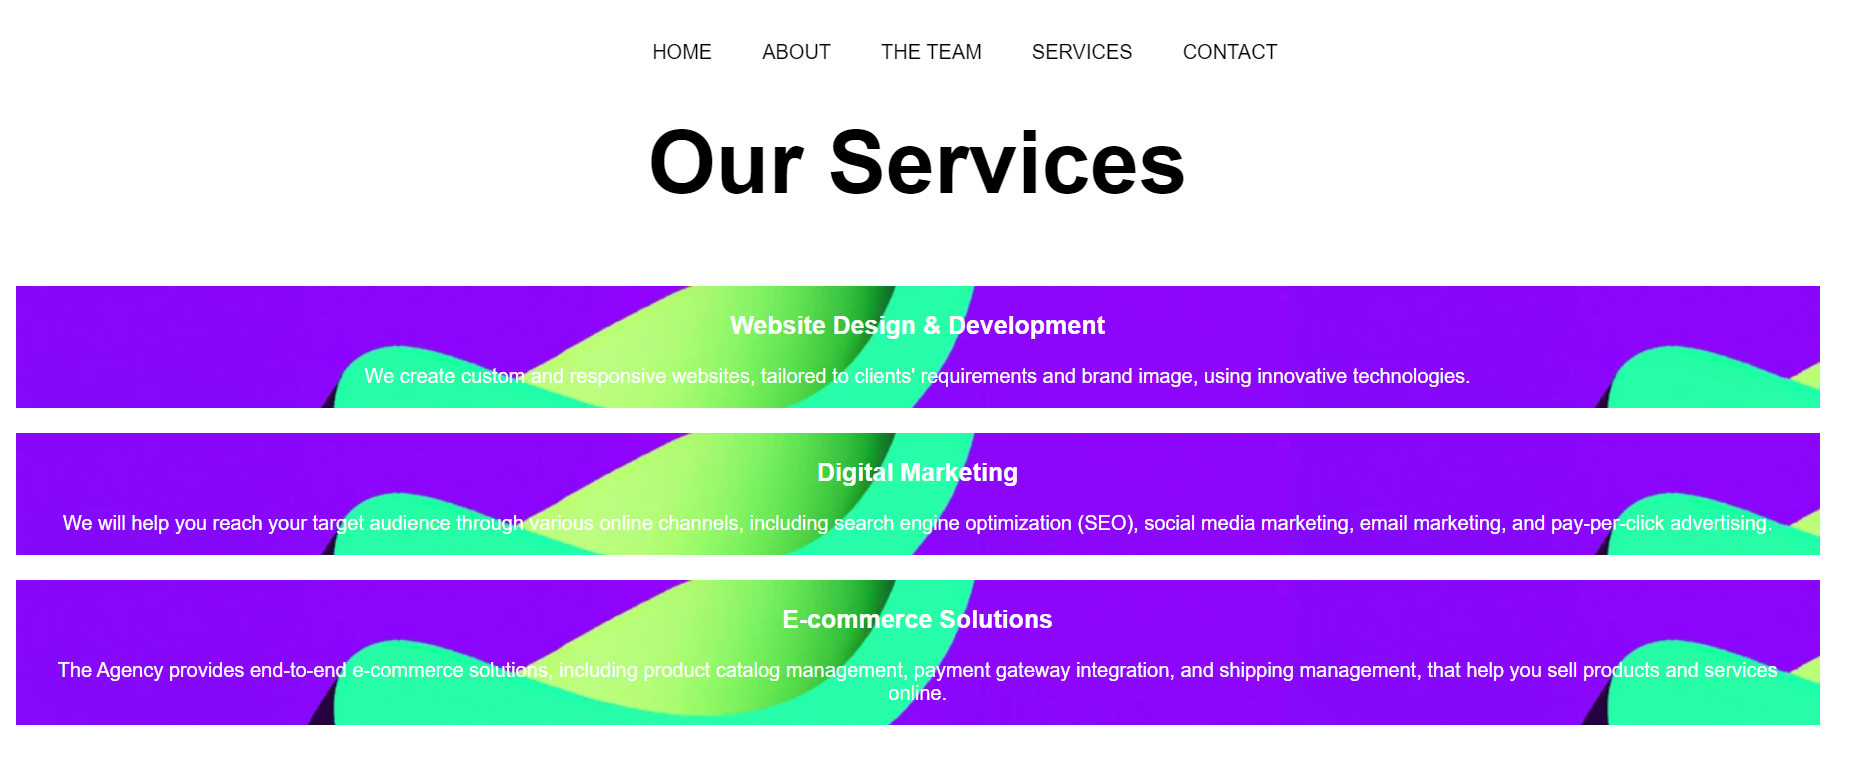 HOME ABOUT THE TEAM SERVICES CONTACT
Our Services
Website Design & Development
We create custom and responsive websites, tailored to clients' requirements and brand image, using innovative technologies.
Digital Marketing
We will help you reach your target audience through various online channels, including search engine optimization (SEO), social media marketing, email marketing, and pay-per-click advertising.
E-commerce Solutions
The Agency provides end-to-end e-commerce solutions, including product catalog management, payment gateway integration, and shipping management, that help you sell products and services
online.